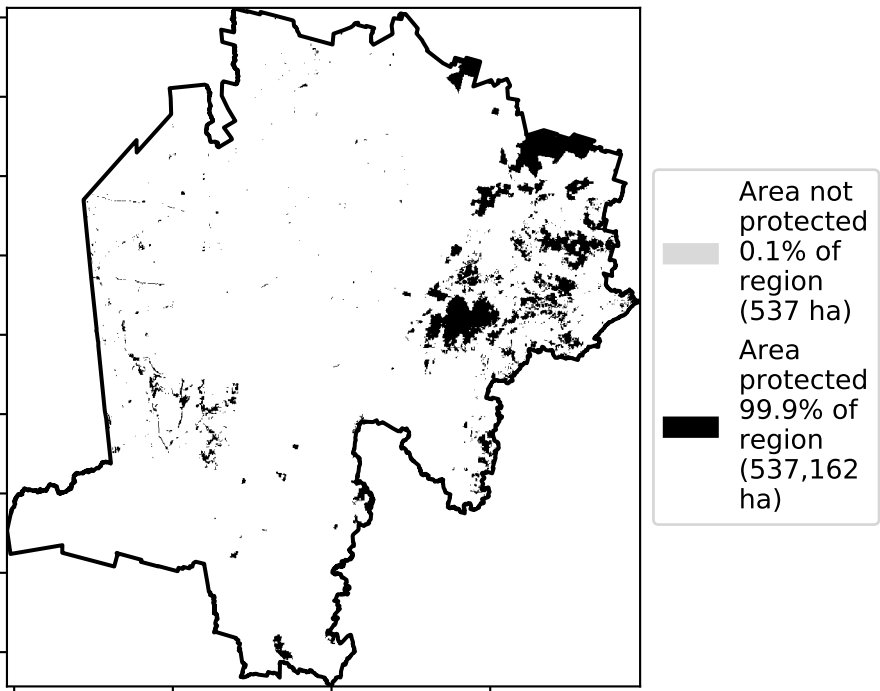 Area not
protected
0.1% of
region
(537 ha)
Area
protected
99.9% of
region
(537,162
ha)